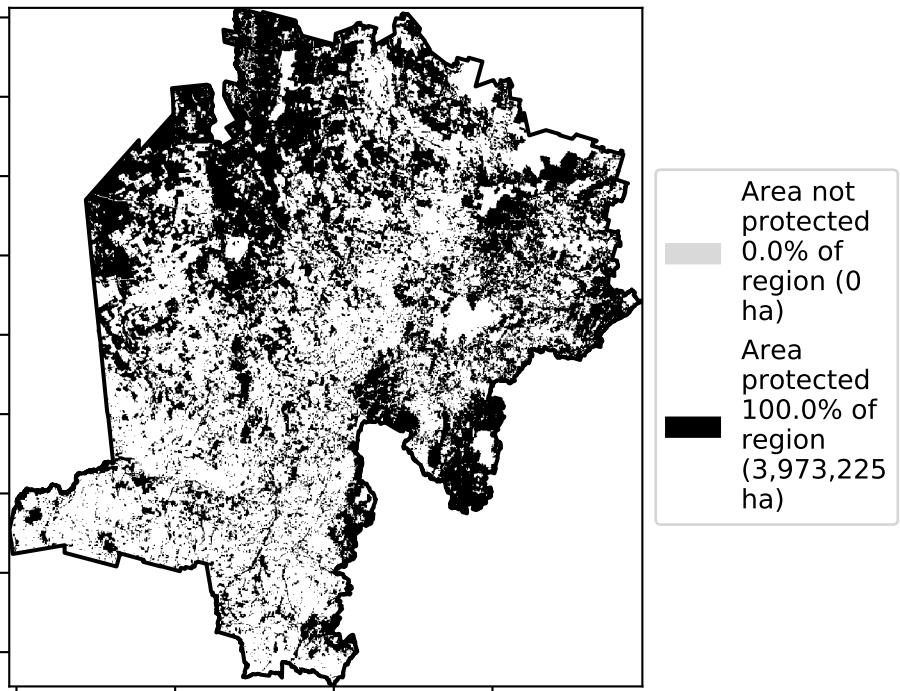 Area not
protected
0.0% of
region (0
ha)
Area
protected
100.0% of
region
(3,973,225
ha)